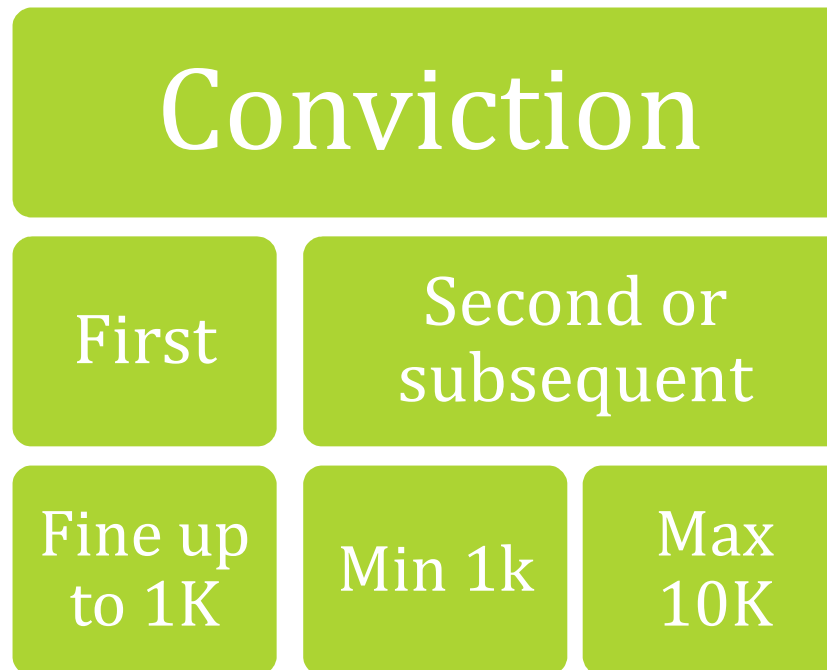 Conviction
First
Second or
subsequent
Fine up
to 1K
Min 1k
Max
10K